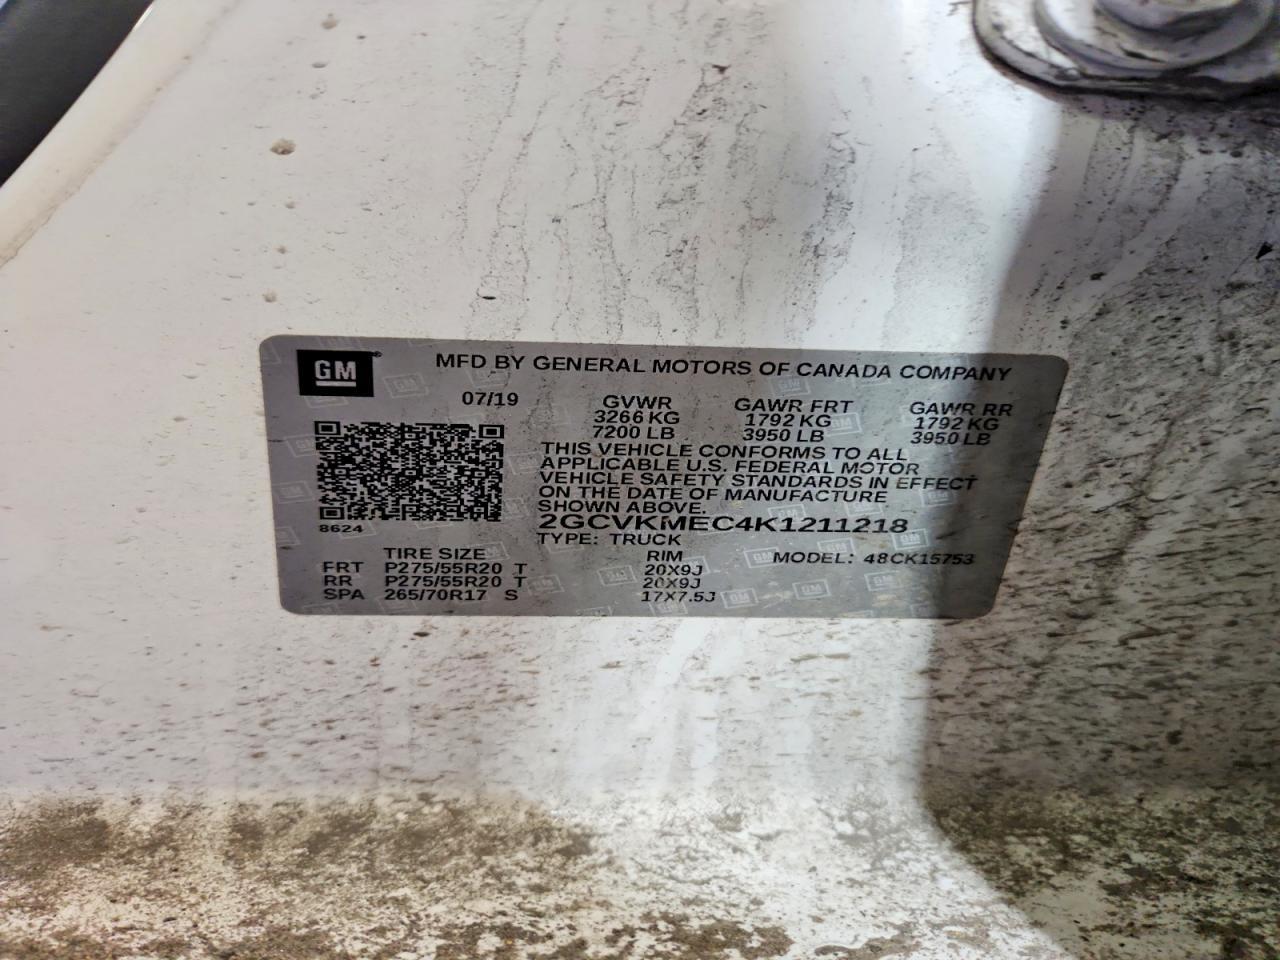 GM
MFD BY GENERAL MOTORS OF CANADA COMPANY
07/19 GVWR GAWR FRT GAWR RR
3266 KG 1792 KG 1792 KG
7200 LB 3950 LB 3950 LB
THIS VEHICLE CONFORMS TO ALL
APPLICABLE U.S. FEDERAL MOTOR
VEHICLE SAFETY STANDARDS IN EFFECT
ON THE DATE OF MANUFACTURE
SHOWN ABOVE.
8624 2GCVKMEC4K1211218
TYPE: TRUCK
TIRE SIZE RIM MODEL: 48CK15753
FRT P275/55R20 T 20X9J
RR P275/55R20 T 20X9J
SPA 265/70R17 S 17X7.5J